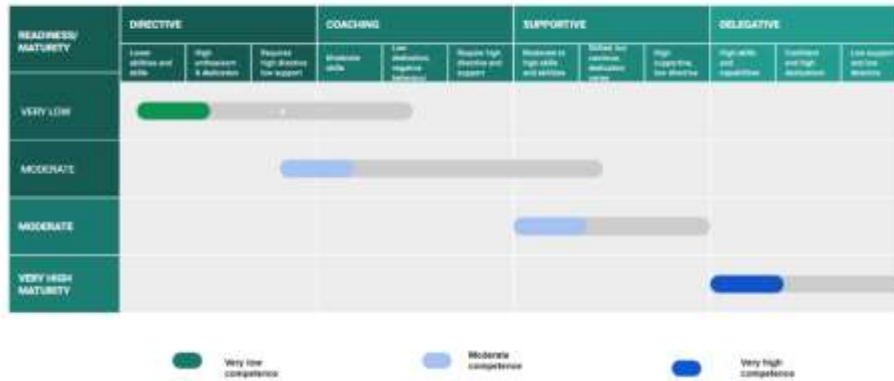 READINESS/
MATURITY
DIRECTIVE
COACHING
SUPPORTIVE
DELEGATIVE
Lower
abilities and
skills
High
enthusiasm
& dedication
Requires
high directive
low support
Moderate
skills
Low
dedication,
negative
behaviour
Require high
directive and
support
Moderate to
high skills
and abilities
Skilled but
dedication
varies
High
supportive,
low directive
High skills
and
capabilities
Confident
and high
dedication
Low support
and low
directive
VERY LOW
MODERATE
MODERATE
VERY HIGH
MATURITY
Very low
competence
Moderate
competence
Very high
competence